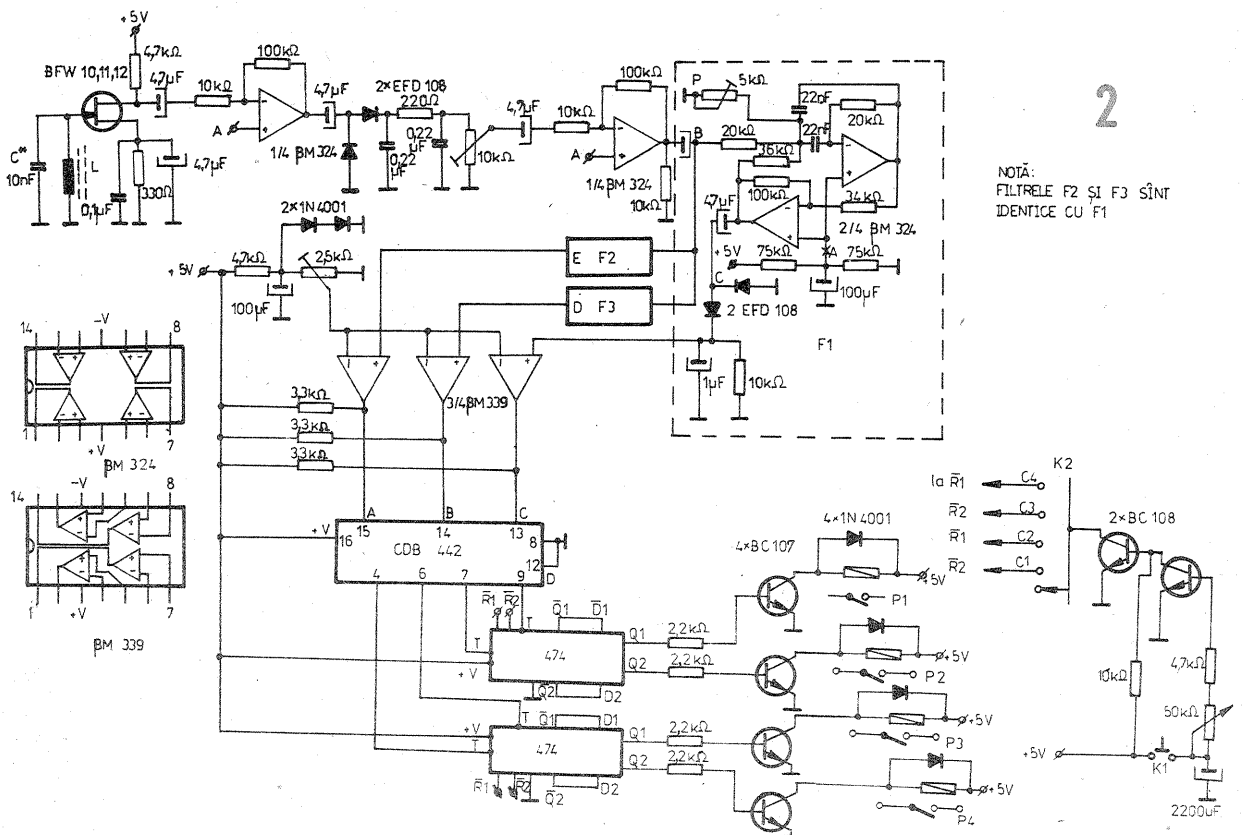 +5V
4,7kΩ
BFW 10,11,12
4,7µF
10kΩ
100kΩ
A
1/4 βM 324
4,7µF
2×EFD 108
220Ω
0,22 µF
0,22 µF
10kΩ
4,7µF
10kΩ
100kΩ
A
1/4 βM 324
10kΩ
B
C**
10nF
L
0,1µF
330Ω
4,7µF
P
5kΩ
20kΩ
22nF
22nF
20kΩ
36kΩ
100kΩ
34kΩ
2/4 βM 324
47µF
+5V
75kΩ
A
75kΩ
100µF
C
2 EFD 108
1µF
10kΩ
F1
2
NOTĂ:
FILTRELE F2 ȘI F3 SÎNT
IDENTICE CU F1
2×1N 4001
+5V
4,7kΩ
2,5kΩ
100µF
E F2
D F3
14
-V
8
1
+V
7
βM 324
14
-V
8
1
+V
7
βM 339
3,3kΩ
3,3kΩ
3,3kΩ
3/4 βM 339
A
B
C
+V
16
15
14
13
CDB 442
8
12
D
4
6
7
9
R̅1
R̅2
T
Q̅1
D̅1
T
+V
474
Q̅2
D2
Q1
Q2
T
Q̅1
D1
+V
T
474
R̅1
R̅2
Q̅2
D2
Q1
Q2
2,2kΩ
2,2kΩ
2,2kΩ
2,2kΩ
4×BC 107
4×1N 4001
+5V
P1
+5V
P2
+5V
P3
+5V
P4
la R̅1
C4
R̅2
C3
R̅1
C2
R̅2
C1
K2
2×BC 108
10kΩ
4,7kΩ
50kΩ
+5V
K1
2200µF